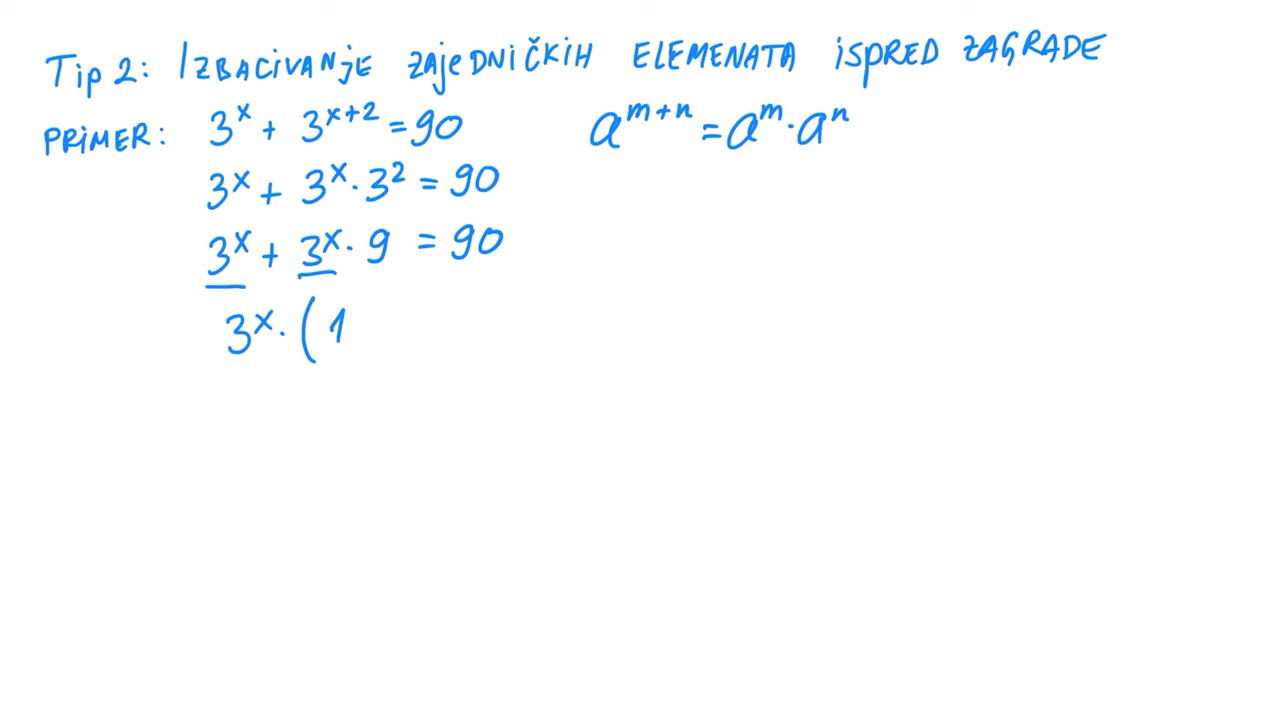 Tip 2: IZBACIVANjE ZAjEDNiČKIH ELEMENATA iSPRED ZAGRADE
PRiMER: 3^x + 3^{x+2} = 90 a^{m+n} = a^m · a^n
3^x + 3^x · 3^2 = 90
3^x + 3^x · 9 = 90
3^x · ( 1